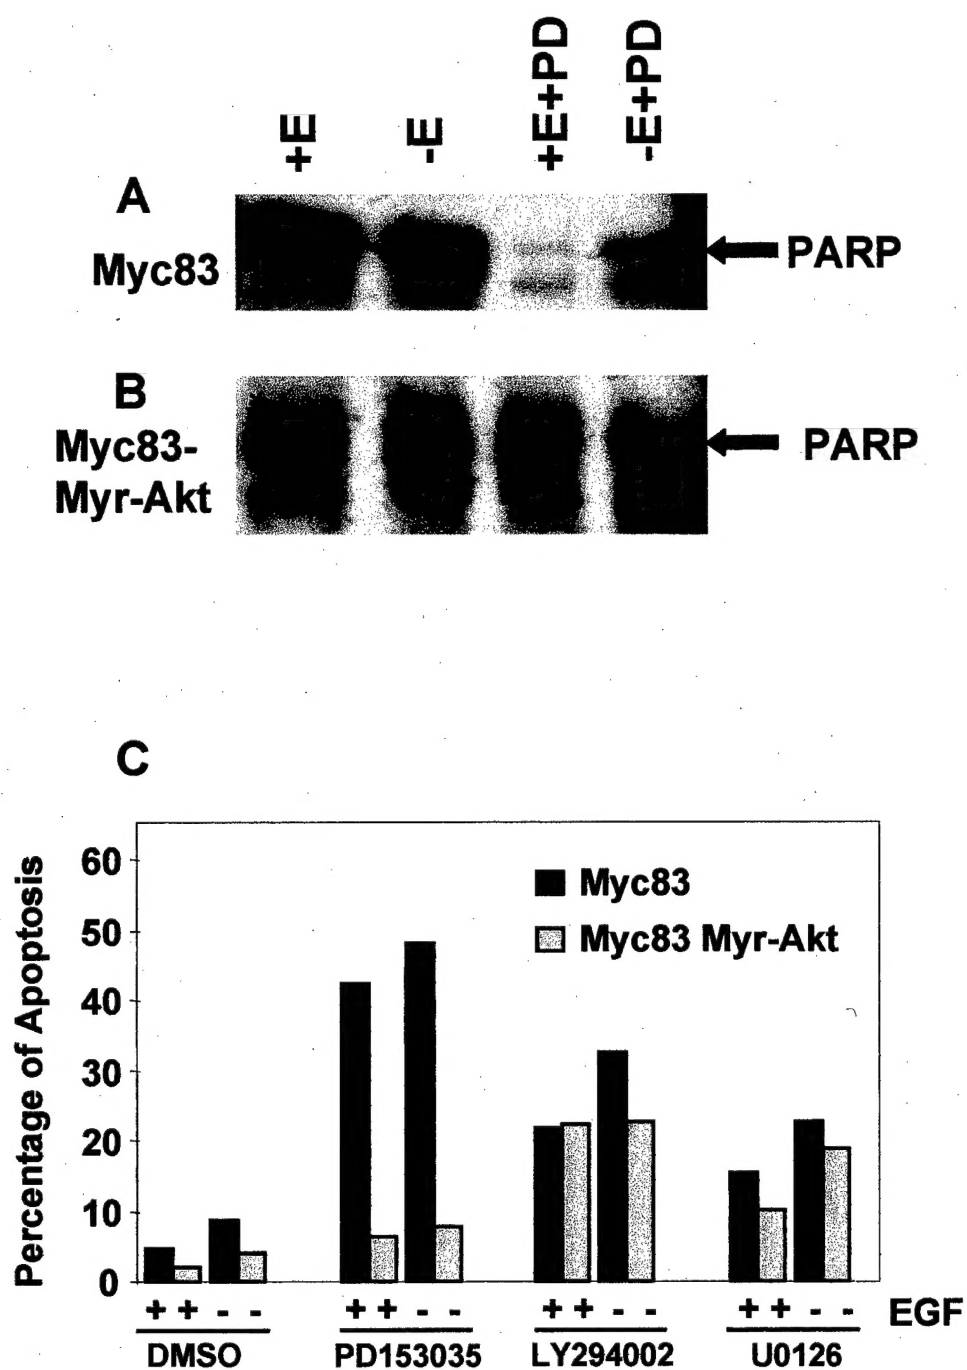 +E -E +E+PD -E+PD
A
Myc83
PARP
B
Myc83-
Myr-Akt
PARP
C
Percentage of Apoptosis
60
50
40
30
20
10
0
Myc83
Myc83 Myr-Akt
+ + - - + + - - + + - - + + - - EGF
DMSO PD153035 LY294002 U0126